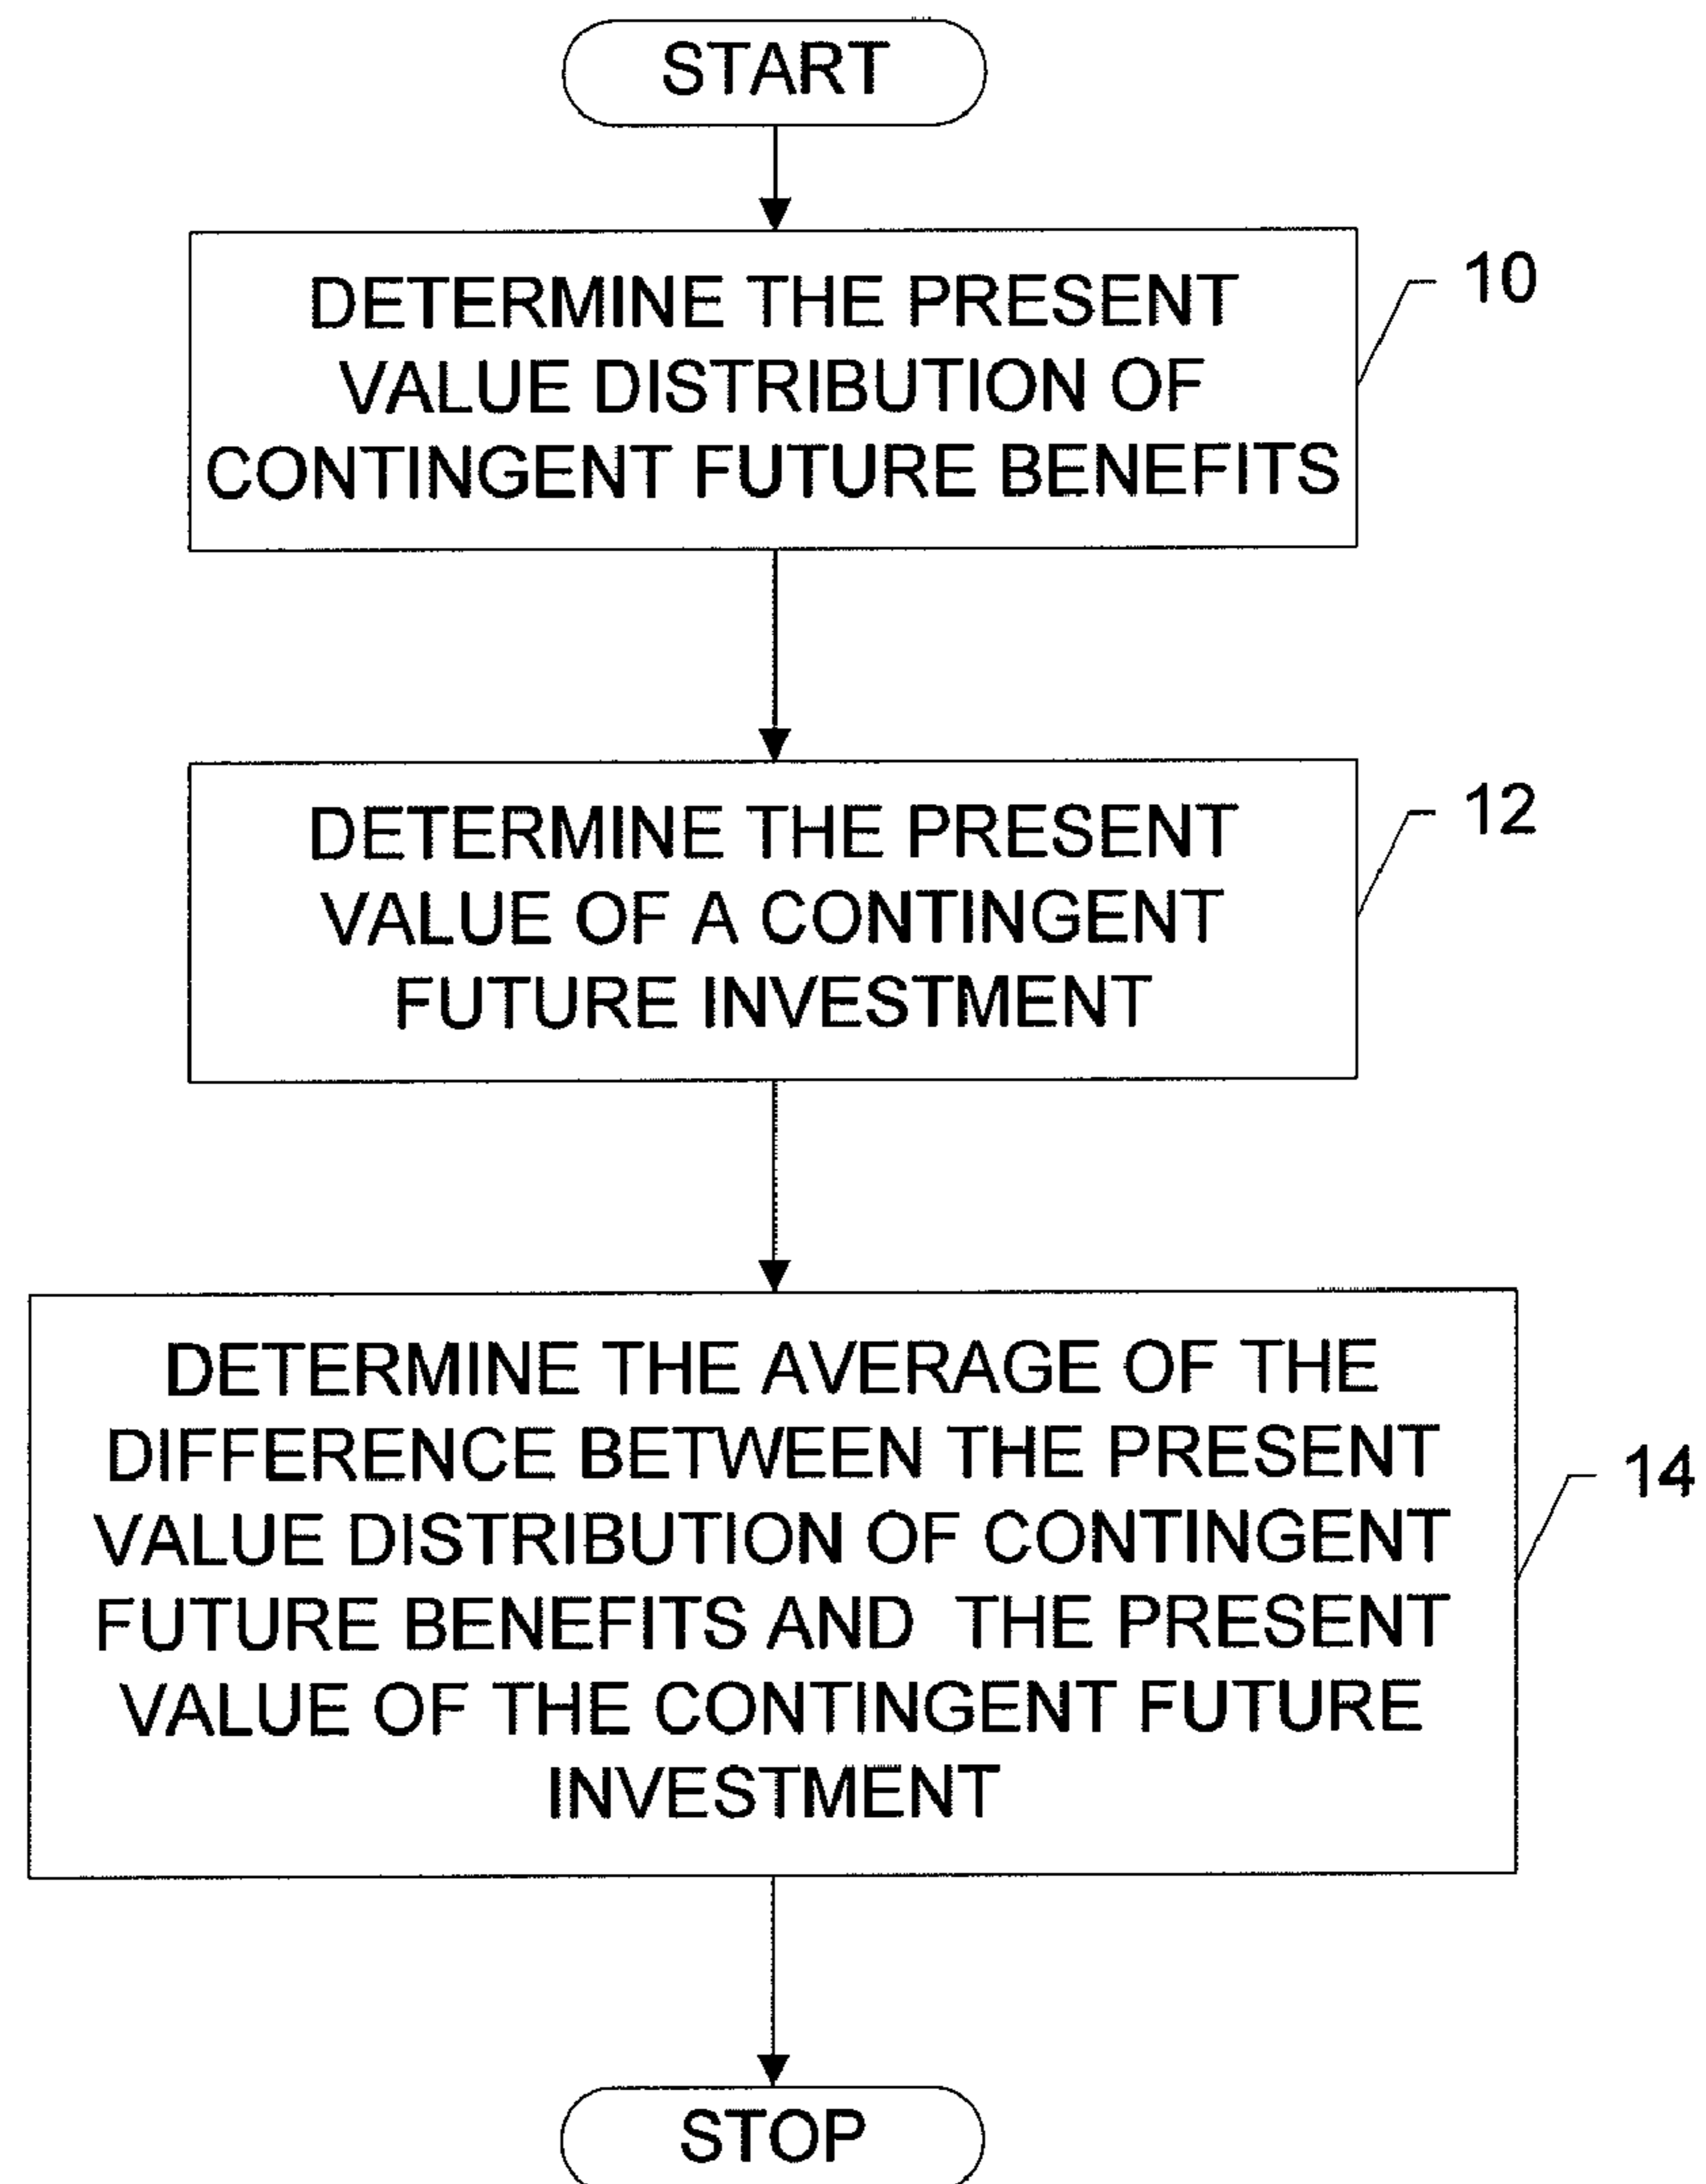 START
DETERMINE THE PRESENT
VALUE DISTRIBUTION OF
CONTINGENT FUTURE BENEFITS
10
DETERMINE THE PRESENT
VALUE OF A CONTINGENT
FUTURE INVESTMENT
12
DETERMINE THE AVERAGE OF THE
DIFFERENCE BETWEEN THE PRESENT
VALUE DISTRIBUTION OF CONTINGENT
FUTURE BENEFITS AND THE PRESENT
VALUE OF THE CONTINGENT FUTURE
INVESTMENT
14
STOP